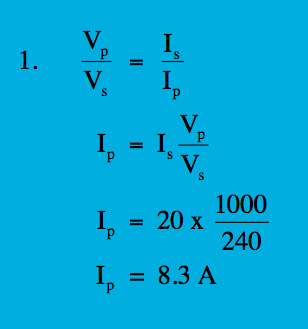 1. Vₚ/Vₛ = Iₛ/Iₚ
Iₚ = Iₛ Vₚ/Vₛ
Iₚ = 20 x 1000/240
Iₚ = 8.3 A